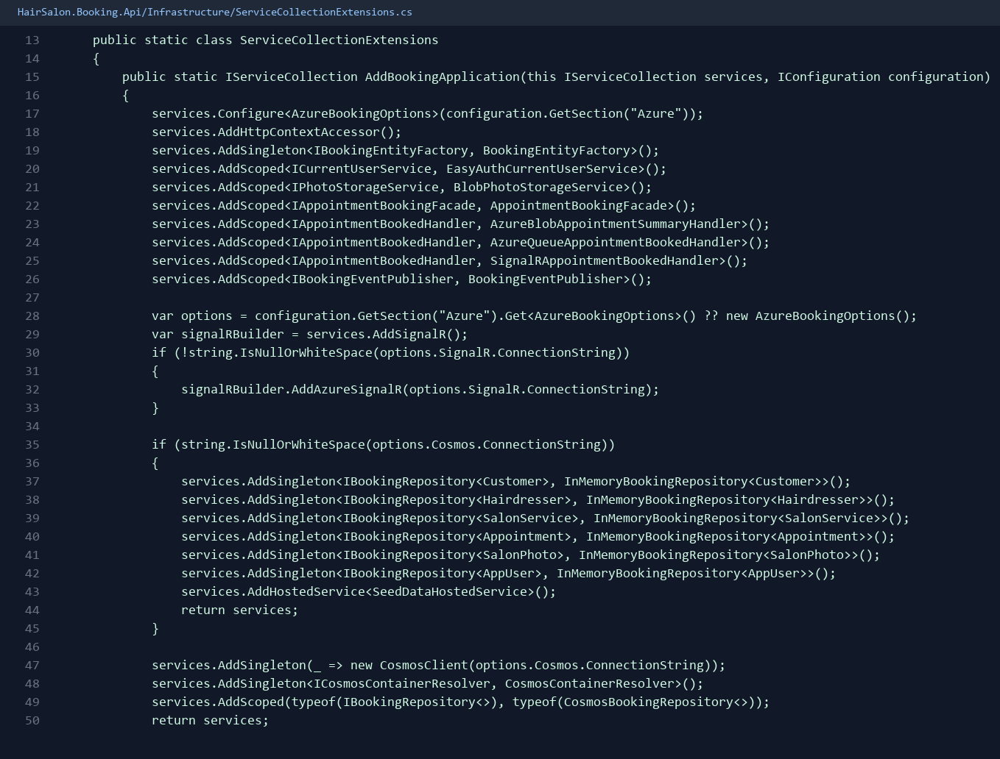 HairSalon.Booking.Api/Infrastructure/ServiceCollectionExtensions.cs
13 public static class ServiceCollectionExtensions
14 {
15 public static IServiceCollection AddBookingApplication(this IServiceCollection services, IConfiguration configuration)
16 {
17 services.Configure<AzureBookingOptions>(configuration.GetSection("Azure"));
18 services.AddHttpContextAccessor();
19 services.AddSingleton<IBookingEntityFactory, BookingEntityFactory>();
20 services.AddScoped<ICurrentUserService, EasyAuthCurrentUserService>();
21 services.AddScoped<IPhotoStorageService, BlobPhotoStorageService>();
22 services.AddScoped<IAppointmentBookingFacade, AppointmentBookingFacade>();
23 services.AddScoped<IAppointmentBookedHandler, AzureBlobAppointmentSummaryHandler>();
24 services.AddScoped<IAppointmentBookedHandler, AzureQueueAppointmentBookedHandler>();
25 services.AddScoped<IAppointmentBookedHandler, SignalRAppointmentBookedHandler>();
26 services.AddScoped<IBookingEventPublisher, BookingEventPublisher>();
27
28 var options = configuration.GetSection("Azure").Get<AzureBookingOptions>() ?? new AzureBookingOptions();
29 var signalRBuilder = services.AddSignalR();
30 if (!string.IsNullOrWhiteSpace(options.SignalR.ConnectionString))
31 {
32 signalRBuilder.AddAzureSignalR(options.SignalR.ConnectionString);
33 }
34
35 if (string.IsNullOrWhiteSpace(options.Cosmos.ConnectionString))
36 {
37 services.AddSingleton<IBookingRepository<Customer>, InMemoryBookingRepository<Customer>>();
38 services.AddSingleton<IBookingRepository<Hairdresser>, InMemoryBookingRepository<Hairdresser>>();
39 services.AddSingleton<IBookingRepository<SalonService>, InMemoryBookingRepository<SalonService>>();
40 services.AddSingleton<IBookingRepository<Appointment>, InMemoryBookingRepository<Appointment>>();
41 services.AddSingleton<IBookingRepository<SalonPhoto>, InMemoryBookingRepository<SalonPhoto>>();
42 services.AddSingleton<IBookingRepository<AppUser>, InMemoryBookingRepository<AppUser>>();
43 services.AddHostedService<SeedDataHostedService>();
44 return services;
45 }
46
47 services.AddSingleton(_ => new CosmosClient(options.Cosmos.ConnectionString));
48 services.AddSingleton<ICosmosContainerResolver, CosmosContainerResolver>();
49 services.AddScoped(typeof(IBookingRepository<>), typeof(CosmosBookingRepository<>));
50 return services;